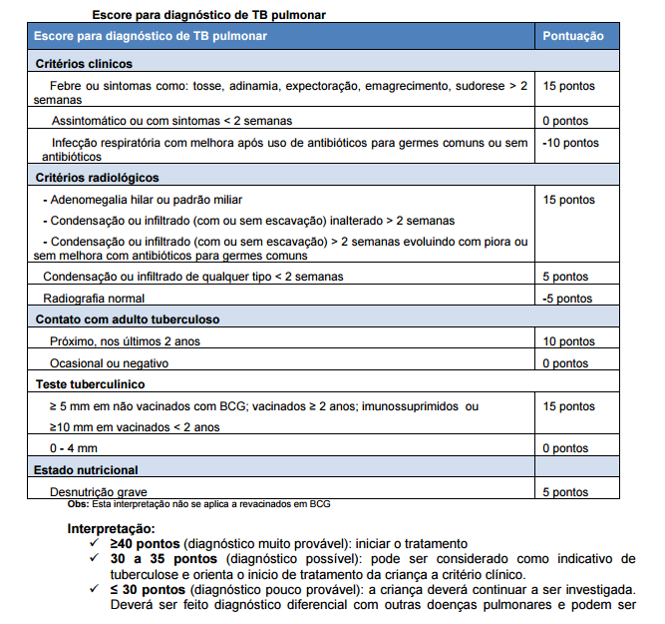 Escore para diagnóstico de TB pulmonar
Escore para diagnóstico de TB pulmonar Pontuação
Critérios clínicos
Febre ou sintomas como: tosse, adinamia, expectoração, emagrecimento, sudorese > 2 15 pontos
semanas
Assintomático ou com sintomas < 2 semanas 0 pontos
Infecção respiratória com melhora após uso de antibióticos para germes comuns ou sem -10 pontos
antibióticos
Critérios radiológicos
- Adenomegalia hilar ou padrão miliar 15 pontos
- Condensação ou infiltrado (com ou sem escavação) inalterado > 2 semanas
- Condensação ou infiltrado (com ou sem escavação) > 2 semanas evoluindo com piora ou
sem melhora com antibióticos para germes comuns
Condensação ou infiltrado de qualquer tipo < 2 semanas 5 pontos
Radiografia normal -5 pontos
Contato com adulto tuberculoso
Próximo, nos últimos 2 anos 10 pontos
Ocasional ou negativo 0 pontos
Teste tuberculínico
≥ 5 mm em não vacinados com BCG; vacinados ≥ 2 anos; imunossuprimidos ou 15 pontos
≥10 mm em vacinados < 2 anos
0 - 4 mm 0 pontos
Estado nutricional
Desnutrição grave 5 pontos
Obs: Esta interpretação não se aplica a revacinados em BCG
Interpretação:
✓ ≥40 pontos (diagnóstico muito provável): iniciar o tratamento
✓ 30 a 35 pontos (diagnóstico possível): pode ser considerado como indicativo de
tuberculose e orienta o inicio de tratamento da criança a critério clínico.
✓ ≤ 30 pontos (diagnóstico pouco provável): a criança deverá continuar a ser investigada.
Deverá ser feito diagnóstico diferencial com outras doenças pulmonares e podem ser